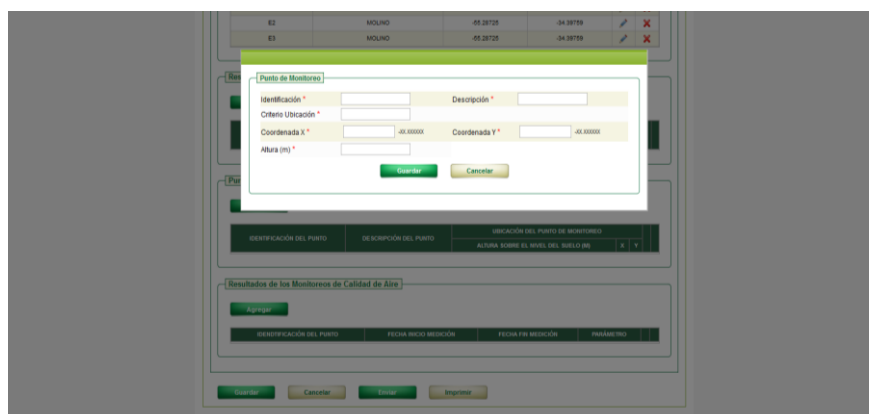 E2 MOLINO -55.28725 -34.39759
E3 MOLINO -55.28725 -34.39759
Res
Punto de Monitoreo
Identificación * Descripción *
Criterio Ubicación *
Coordenada X * -XX.XXXXXX Coordenada Y * -XX.XXXXXX
Altura (m) *
Guardar Cancelar
Pun
IDENTIFICACIÓN DEL PUNTO DESCRIPCIÓN DEL PUNTO UBICACIÓN DEL PUNTO DE MONITOREO
ALTURA SOBRE EL NIVEL DEL SUELO (M) X Y
Resultados de los Monitoreos de Calidad de Aire
Agregar
IDENTIFICACIÓN DEL PUNTO FECHA INICIO MEDICIÓN FECHA FIN MEDICIÓN PARÁMETRO
Guardar Cancelar Enviar Imprimir